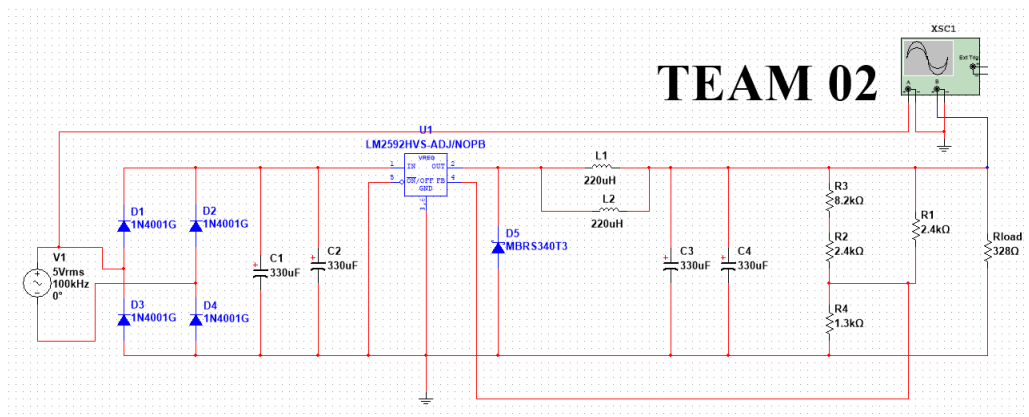 XSC1
Ext Trig
A
B
TEAM 02
U1
LM2592HVS-ADJ/NOPB
VREG
1
IN
OUT
2
5
ON/OFF
FB
4
GND
L1
220uH
L2
220uH
D1
1N4001G
D2
1N4001G
R3
8.2kΩ
R1
2.4kΩ
V1
5Vrms
100kHz
0°
C1
330uF
C2
330uF
D5
MBRS340T3
C3
330uF
C4
330uF
R2
2.4kΩ
Rload
328Ω
D3
1N4001G
D4
1N4001G
R4
1.3kΩ